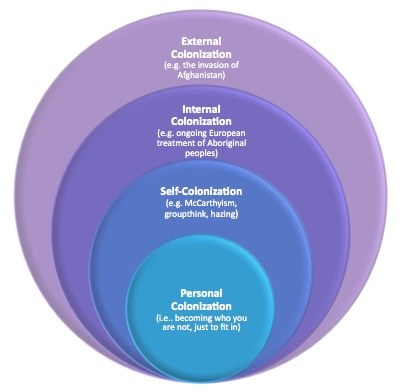 External
Colonization
(e.g. the invasion of
Afghanistan)
Internal
Colonization
(e.g. ongoing European
treatment of Aboriginal
peoples)
Self-Colonization
(e.g. McCarthyism,
groupthink, hazing)
Personal
Colonization
(i.e.. becoming who you
are not, just to fit in)